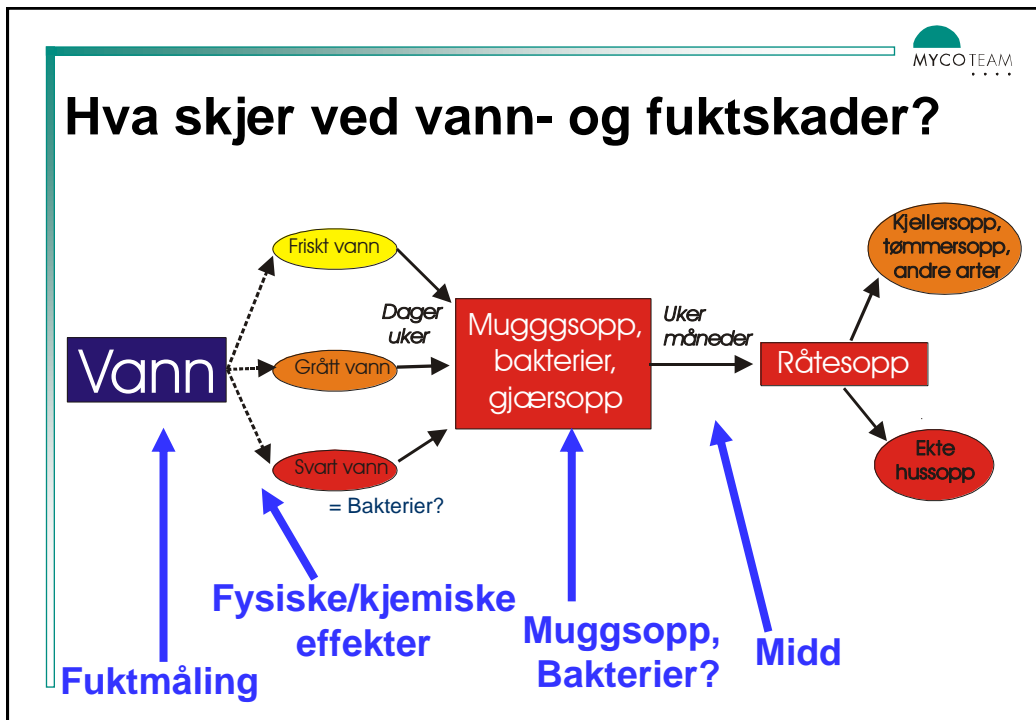 MYCOTEAM
Hva skjer ved vann- og fuktskader?
Vann
Friskt vann
Grått vann
Svart vann
= Bakterier?
Dager
uker
Mugggsopp,
bakterier,
gjærsopp
Uker
måneder
Råtesopp
Kjellersopp,
tømmersopp,
andre arter
Ekte
hussopp
Fuktmåling
Fysiske/kjemiske
effekter
Muggsopp,
Bakterier?
Midd